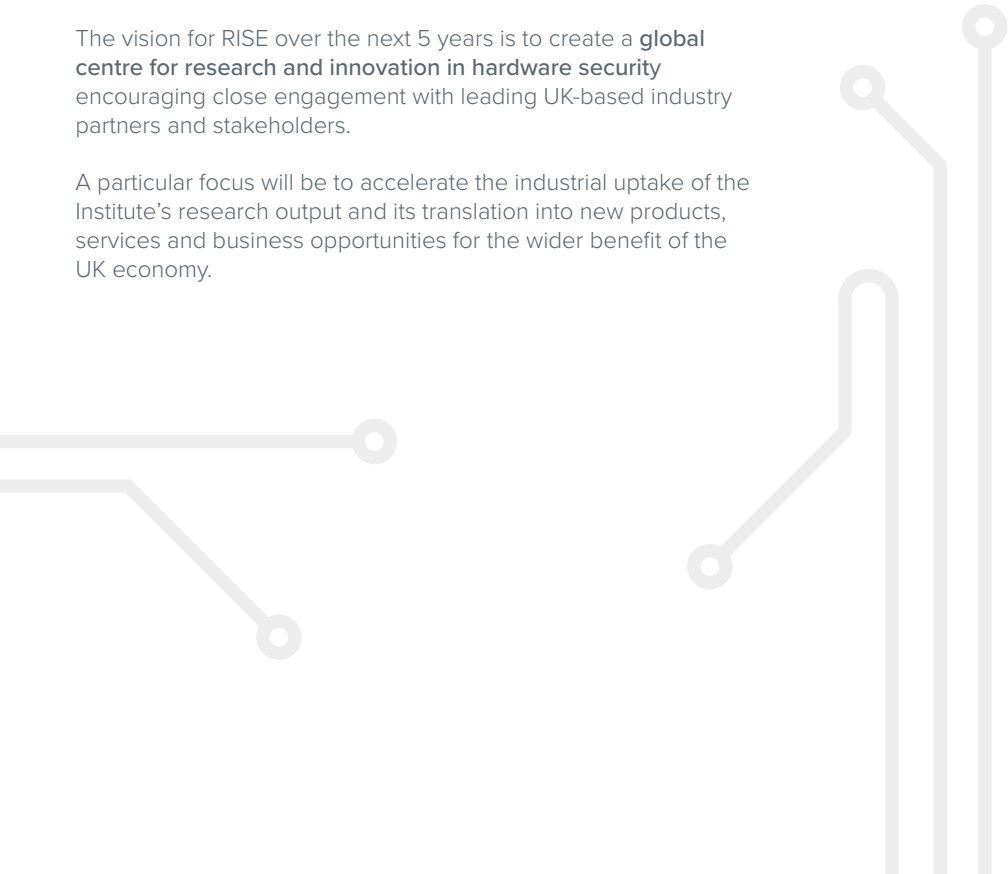 The vision for RISE over the next 5 years is to create a global
centre for research and innovation in hardware security
encouraging close engagement with leading UK-based industry
partners and stakeholders.
A particular focus will be to accelerate the industrial uptake of the
Institute’s research output and its translation into new products,
services and business opportunities for the wider benefit of the
UK economy.